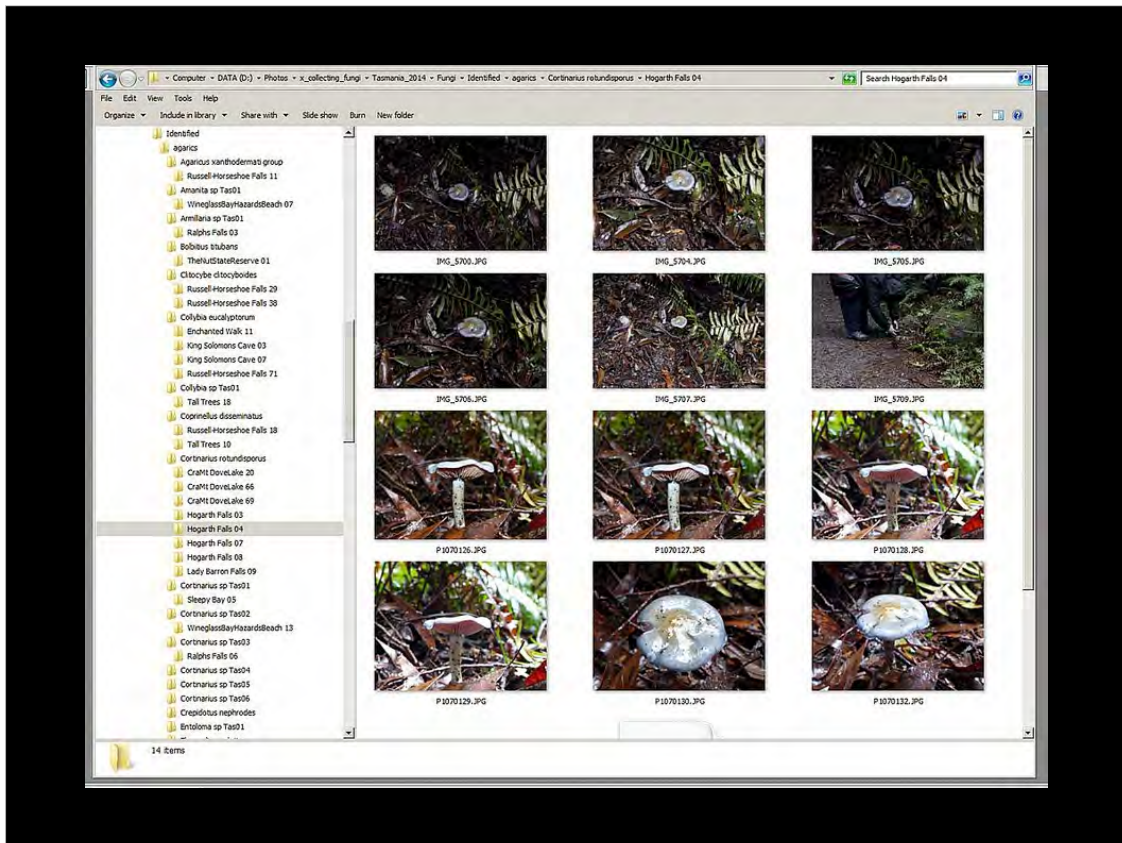 Computer - DATA (D:) - Photos - x_collecting_fungi - Tasmania_2014 - Fungi - Identified - agarics - Cortinarius rotundisporus - Hogarth Falls 04
Search Hogarth Falls 04
File Edit View Tools Help
Organize Include in library Share with Slide show Burn New folder
Identified
agarics
Agaricus xanthodermati group
Russell-Horseshoe Falls 11
Amanita sp Tas01
WineglassBayHazardsBeach 07
Armillaria sp Tas01
Ralphs Falls 03
Bolbitius titubans
TheNutStateReserve 01
Clitocybe clitocyboides
Russell-Horseshoe Falls 29
Russell-Horseshoe Falls 38
Collybia eucalyptorum
Enchanted Walk 11
King Solomons Cave 03
King Solomons Cave 07
Russell-Horseshoe Falls 71
Collybia sp Tas01
Tall Trees 18
Coprinellus disseminatus
Russell-Horseshoe Falls 18
Tall Trees 10
Cortinarius rotundisporus
CraMt DoveLake 20
CraMt DoveLake 66
CraMt DoveLake 69
Hogarth Falls 03
Hogarth Falls 04
Hogarth Falls 07
Hogarth Falls 08
Lady Barron Falls 09
Cortinarius sp Tas01
Sleepy Bay 05
Cortinarius sp Tas02
WineglassBayHazardsBeach 13
Cortinarius sp Tas03
Ralphs Falls 06
Cortinarius sp Tas04
Cortinarius sp Tas05
Cortinarius sp Tas06
Crepidotus nephrodes
Entoloma sp Tas01
IMG_5700.JPG IMG_5704.JPG IMG_5705.JPG
IMG_5706.JPG IMG_5707.JPG IMG_5709.JPG
P1070126.JPG P1070127.JPG P1070128.JPG
P1070129.JPG P1070130.JPG P1070132.JPG
14 items